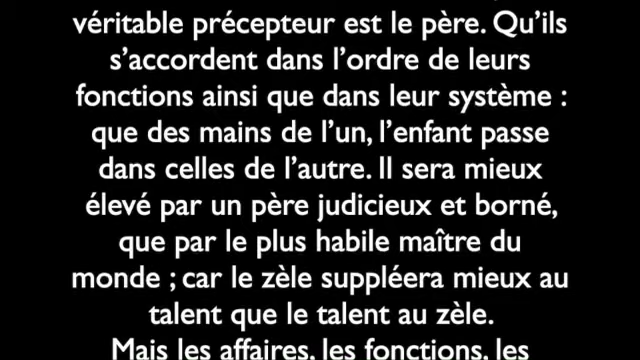 véritable précepteur est le père. Qu’ils
s’accordent dans l’ordre de leurs
fonctions ainsi que dans leur système :
que des mains de l’un, l’enfant passe
dans celles de l’autre. Il sera mieux
élevé par un père judicieux et borné,
que par le plus habile maître du
monde ; car le zèle suppléera mieux au
talent que le talent au zèle.
Mais les affaires, les fonctions, les